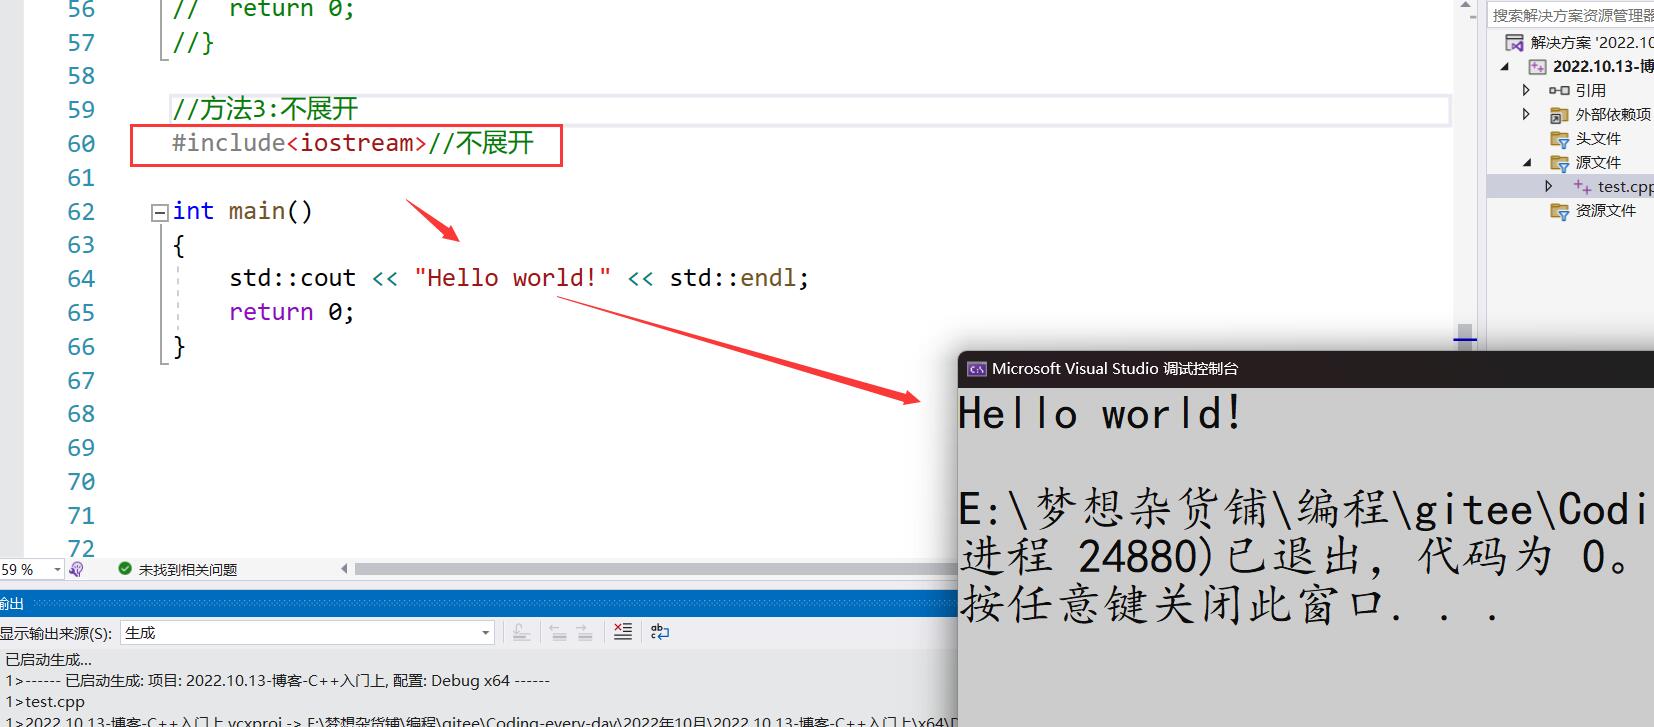 56 // return 0;
57 //}
58
59 //方法3:不展开
60 #include<iostream>//不展开
61
62 int main()
63 {
64 std::cout << "Hello world!" << std::endl;
65 return 0;
66 }
67
68
69
70
71
72
59 %
未找到相关问题
输出
显示输出来源(S): 生成
已启动生成...
1>------ 已启动生成: 项目: 2022.10.13-博客-C++入门上, 配置: Debug x64 ------
1>test.cpp
1>2022.10.13-博客-C++入门上.vcxproj -> E:\梦想杂货铺\编程\gitee\Coding-every-day\2022年10月\2022.10.13-博客-C++入门上\x64\D
搜索解决方案资源管理器
解决方案 '2022.10
2022.10.13-博
引用
外部依赖项
头文件
源文件
test.cpp
资源文件
Microsoft Visual Studio 调试控制台
Hello world!
E:\梦想杂货铺\编程\gitee\Codi
进程 24880)已退出，代码为 0。
按任意键关闭此窗口. . .